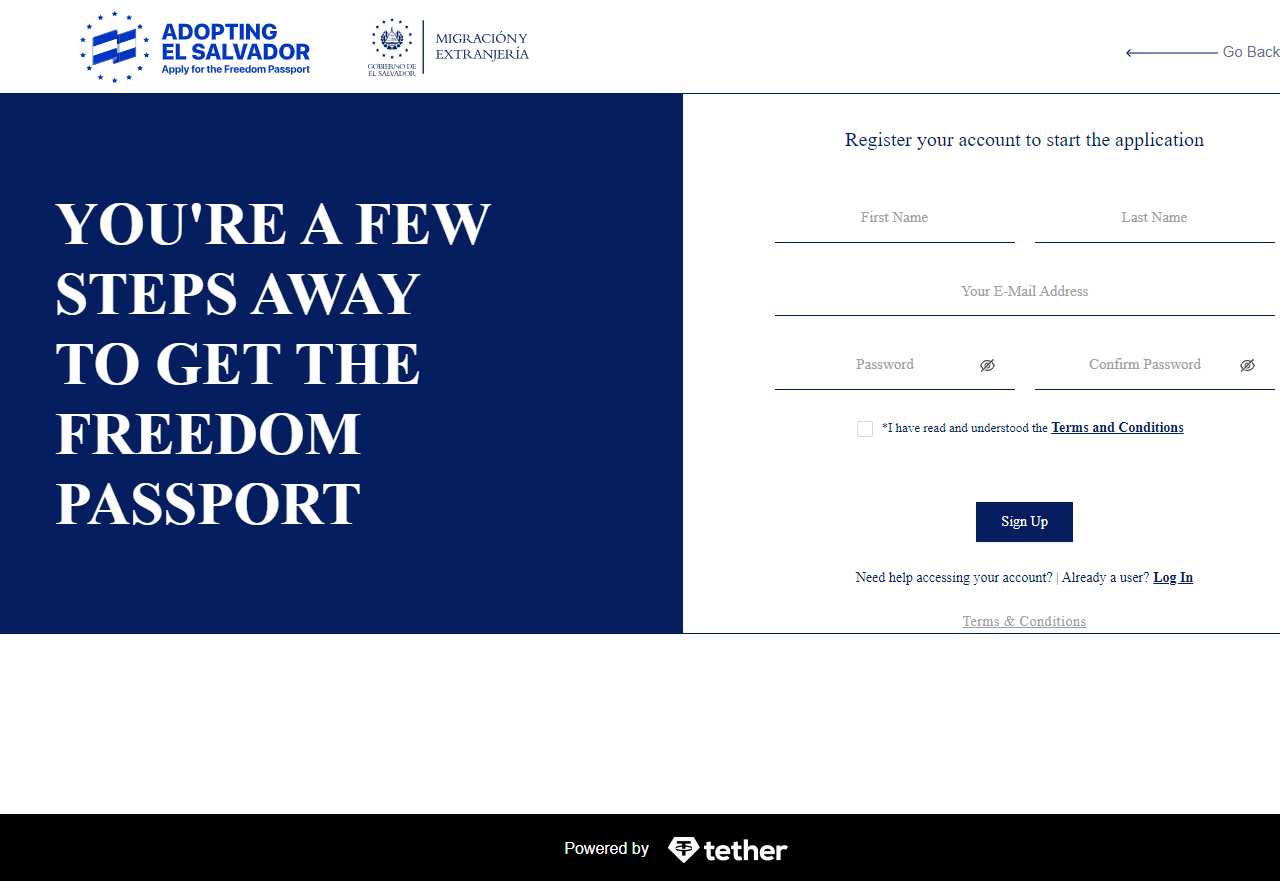 ADOPTING
EL SALVADOR
Apply for the Freedom Passport
GOBIERNO DE
EL SALVADOR
MIGRACIÓN Y
EXTRANJERÍA
Go Back
YOU'RE A FEW
STEPS AWAY
TO GET THE
FREEDOM
PASSPORT
Register your account to start the application
First Name
Last Name
Your E-Mail Address
Password
Confirm Password
*I have read and understood the Terms and Conditions
Sign Up
Need help accessing your account? | Already a user? Log In
Terms & Conditions
Powered by tether